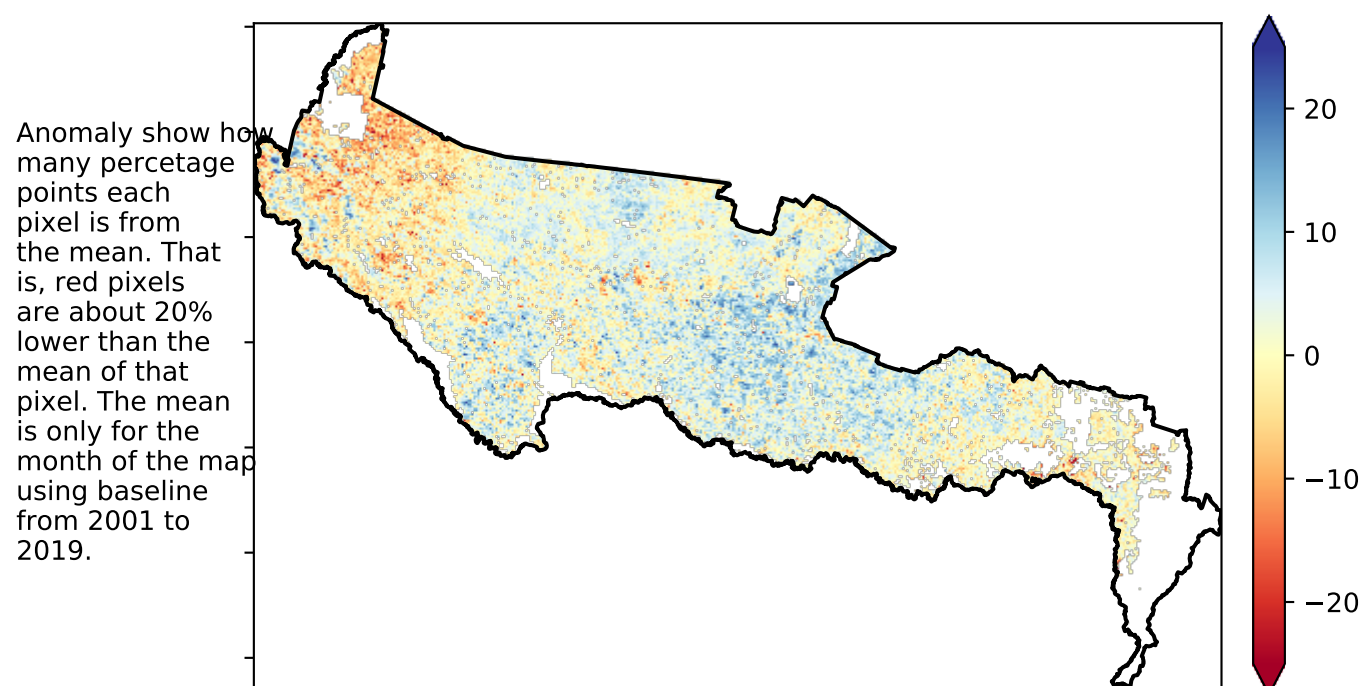 Anomaly show how
many percetage
points each
pixel is from
the mean. That
is, red pixels
are about 20%
lower than the
mean of that
pixel. The mean
is only for the
month of the map
using baseline
from 2001 to
2019.
20
10
0
−10
−20